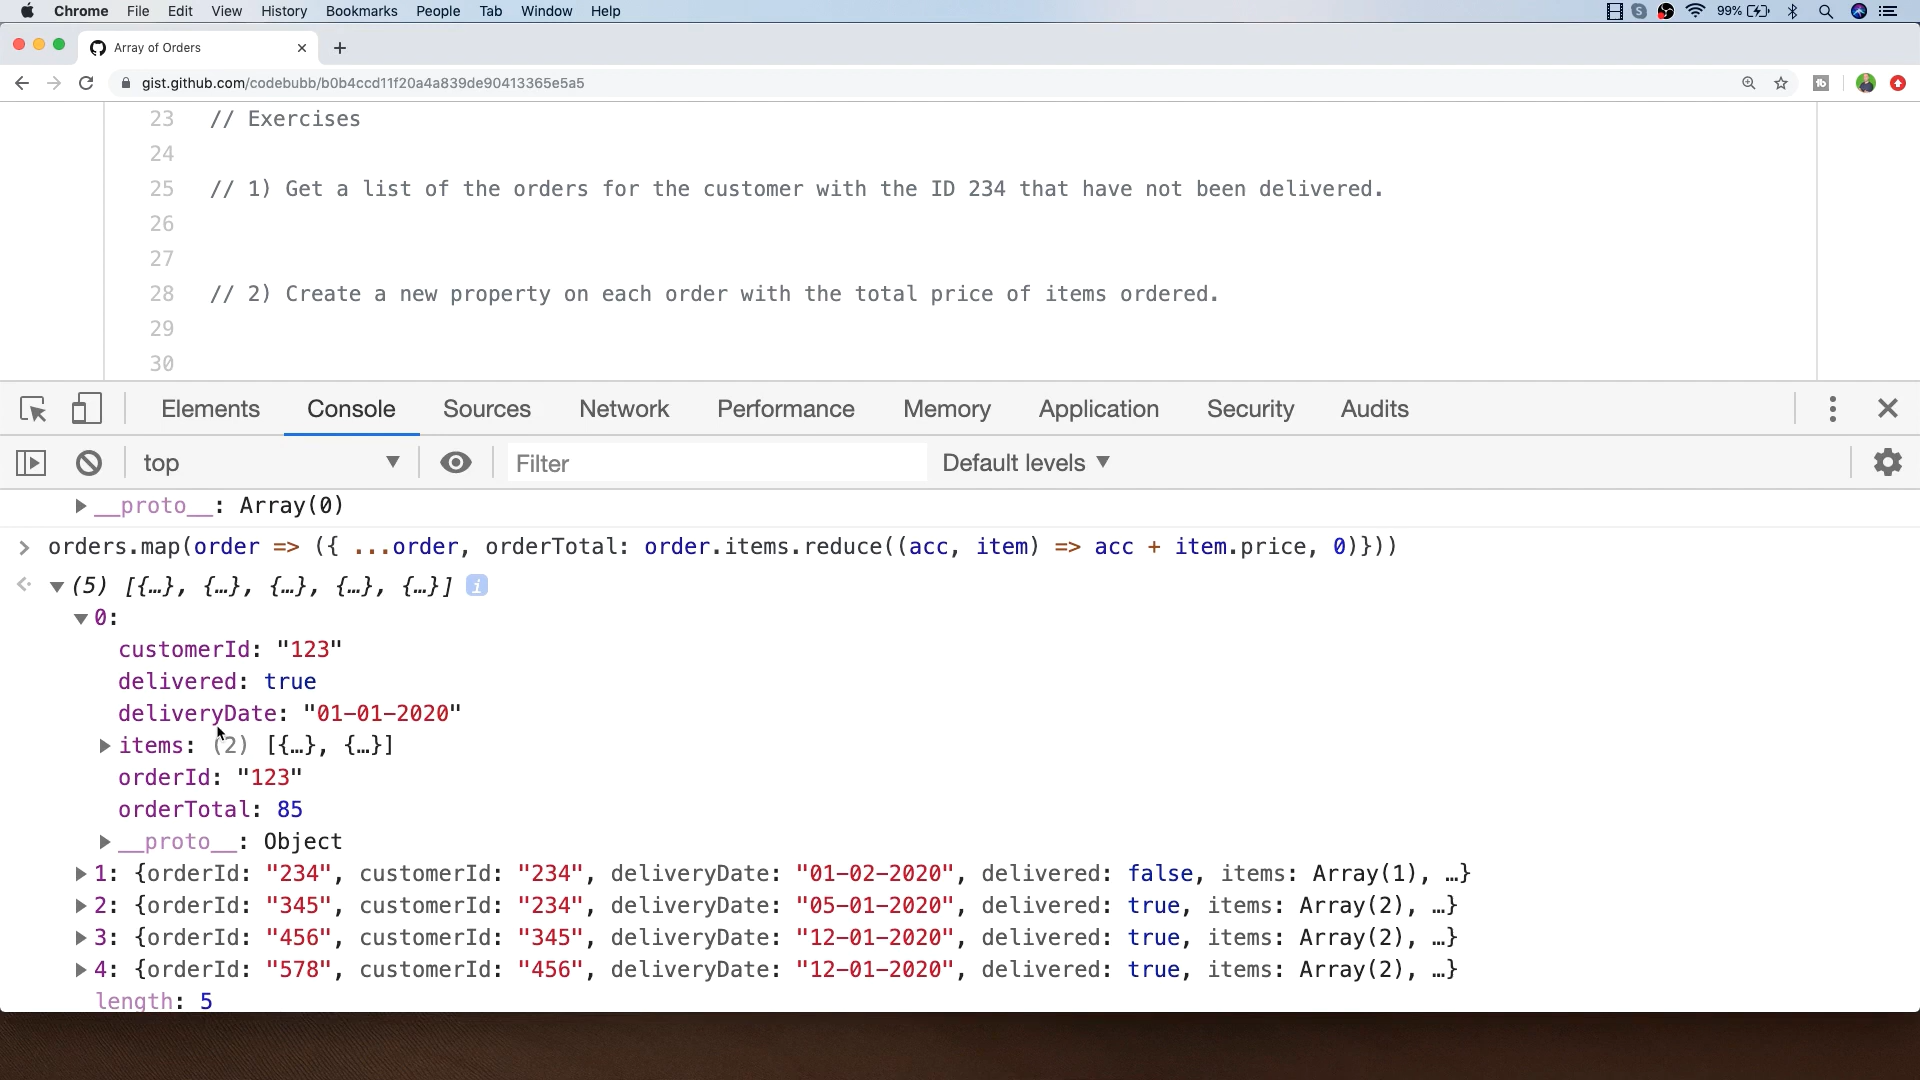 Chrome File Edit View History Bookmarks People Tab Window Help 99%
Array of Orders
gist.github.com/codebubb/b0b4ccd11f20a4a839de90413365e5a5
23 // Exercises
24
25 // 1) Get a list of the orders for the customer with the ID 234 that have not been delivered.
26
27
28 // 2) Create a new property on each order with the total price of items ordered.
29
30
Elements Console Sources Network Performance Memory Application Security Audits
top Filter Default levels
__proto__: Array(0)
orders.map(order => ({ ...order, orderTotal: order.items.reduce((acc, item) => acc + item.price, 0)}))
(5) [{…}, {…}, {…}, {…}, {…}] i
0:
customerId: "123"
delivered: true
deliveryDate: "01-01-2020"
items: (2) [{…}, {…}]
orderId: "123"
orderTotal: 85
__proto__: Object
1: {orderId: "234", customerId: "234", deliveryDate: "01-02-2020", delivered: false, items: Array(1), …}
2: {orderId: "345", customerId: "234", deliveryDate: "05-01-2020", delivered: true, items: Array(2), …}
3: {orderId: "456", customerId: "345", deliveryDate: "12-01-2020", delivered: true, items: Array(2), …}
4: {orderId: "578", customerId: "456", deliveryDate: "12-01-2020", delivered: true, items: Array(2), …}
length: 5